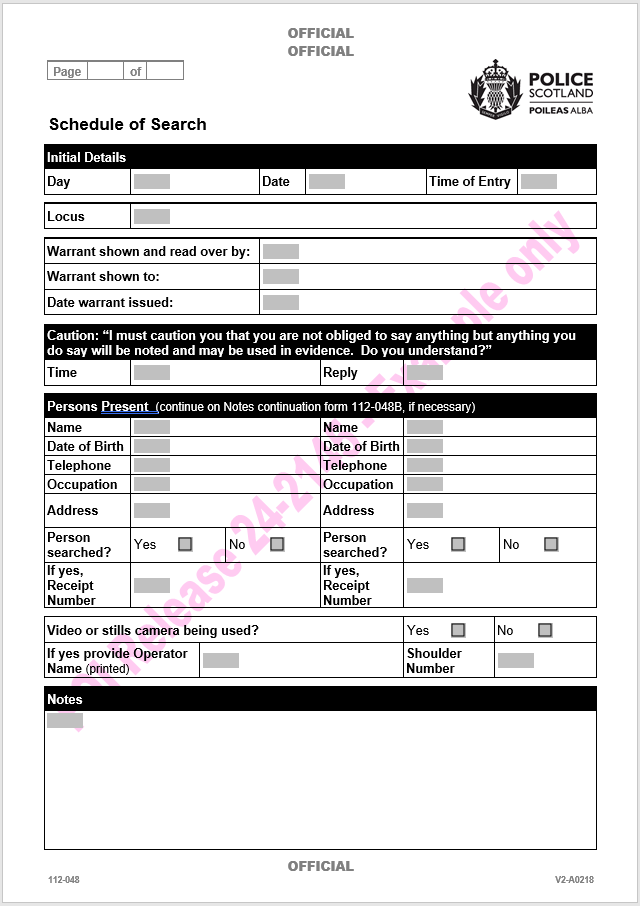 OFFICIAL
OFFICIAL
Page of
POLICE
SCOTLAND
POILEAS ALBA
Schedule of Search
Initial Details
Day Date Time of Entry
Locus
Warrant shown and read over by:
Warrant shown to:
Date warrant issued:
Caution: “I must caution you that you are not obliged to say anything but anything you
do say will be noted and may be used in evidence. Do you understand?”
Time Reply
Persons Present (continue on Notes continuation form 112-048B, if necessary)
Name Name
Date of Birth Date of Birth
Telephone Telephone
Occupation Occupation
Address Address
Person searched? Yes No Person searched? Yes No
If yes, Receipt Number If yes, Receipt Number
Video or stills camera being used? Yes No
If yes provide Operator Name (printed) Shoulder Number
Notes
FOI Release 24-2145 - Example only
OFFICIAL
112-048 V2-A0218